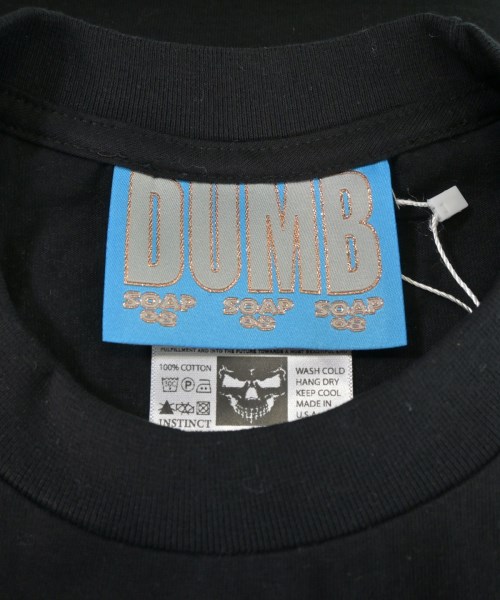 DUMB
SOAP SOAP SOAP
100% COTTON
WASH COLD
HANG DRY
KEEP COOL
MADE IN
INSTINCT